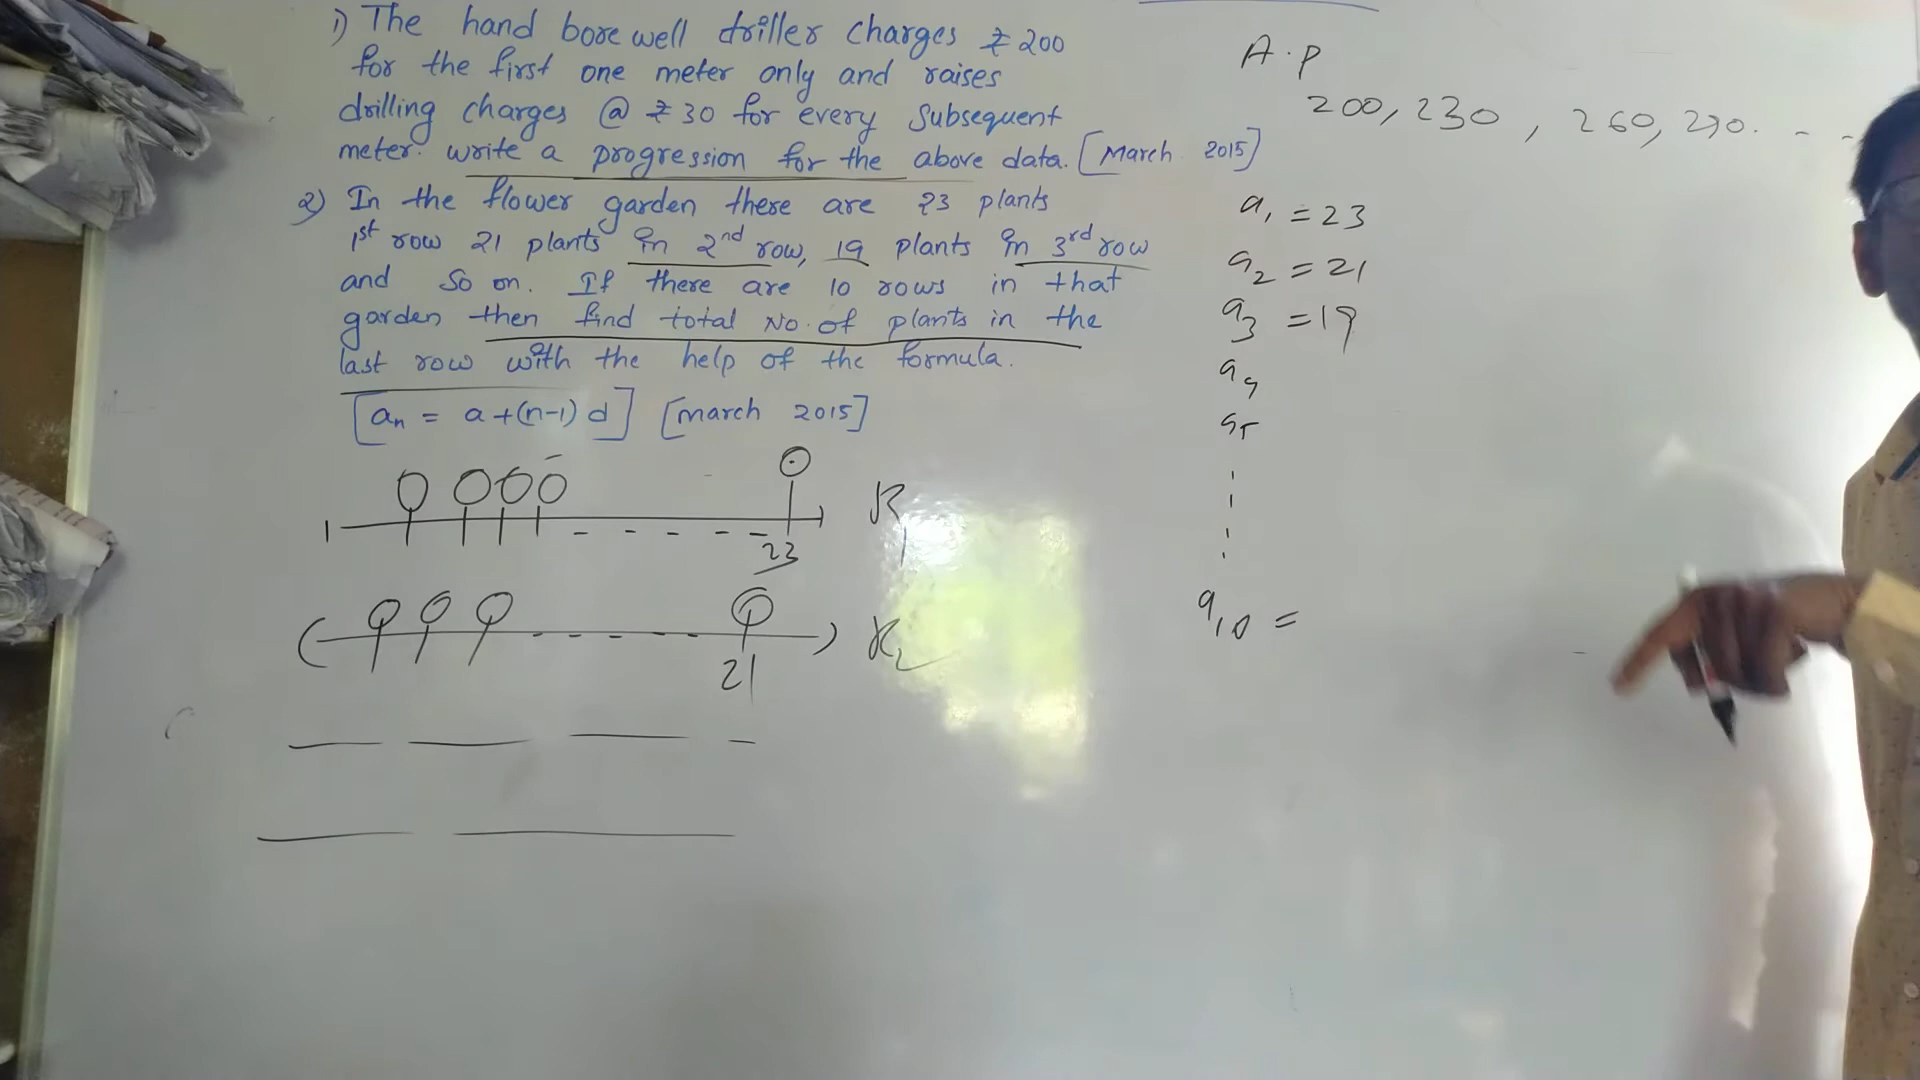 1) The hand bore well driller charges ₹ 200
for the first one meter only and raises
drilling charges @ ₹ 30 for every subsequent
meter. write a progression for the above data. [March 2015]
2) In the flower garden there are 23 plants
1st row 21 plants in 2nd row, 19 plants in 3rd row
and so on. If there are 10 rows in that
garden then find total No. of plants in the
last row with the help of the formula.
[an = a+(n-1) d] [march 2015]
23 R1
21 R2
A.p
200, 230, 260, 290. - - -
a1 = 23
a2 = 21
a3 = 19
a4
a5
a10 =